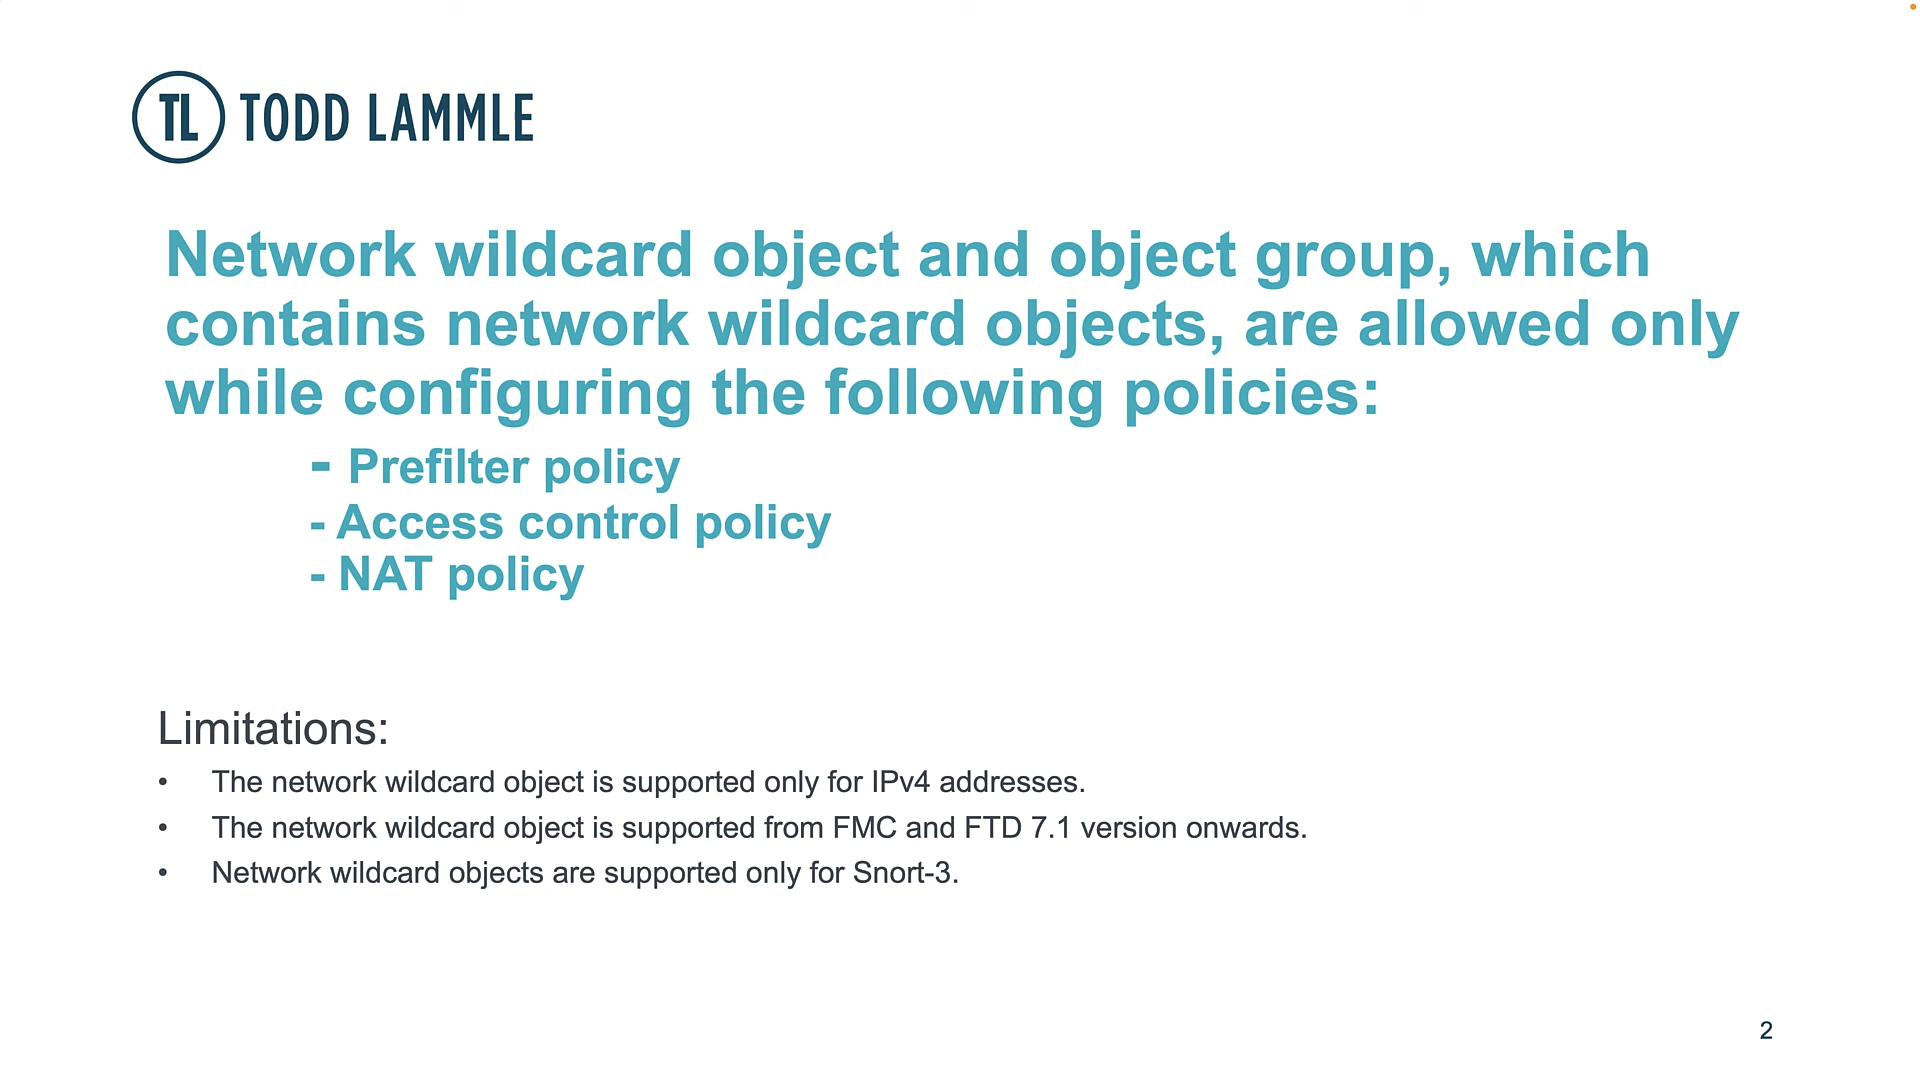 TL TODD LAMMLE
Network wildcard object and object group, which
contains network wildcard objects, are allowed only
while configuring the following policies:
- Prefilter policy
- Access control policy
- NAT policy
Limitations:
• The network wildcard object is supported only for IPv4 addresses.
• The network wildcard object is supported from FMC and FTD 7.1 version onwards.
• Network wildcard objects are supported only for Snort-3.
2